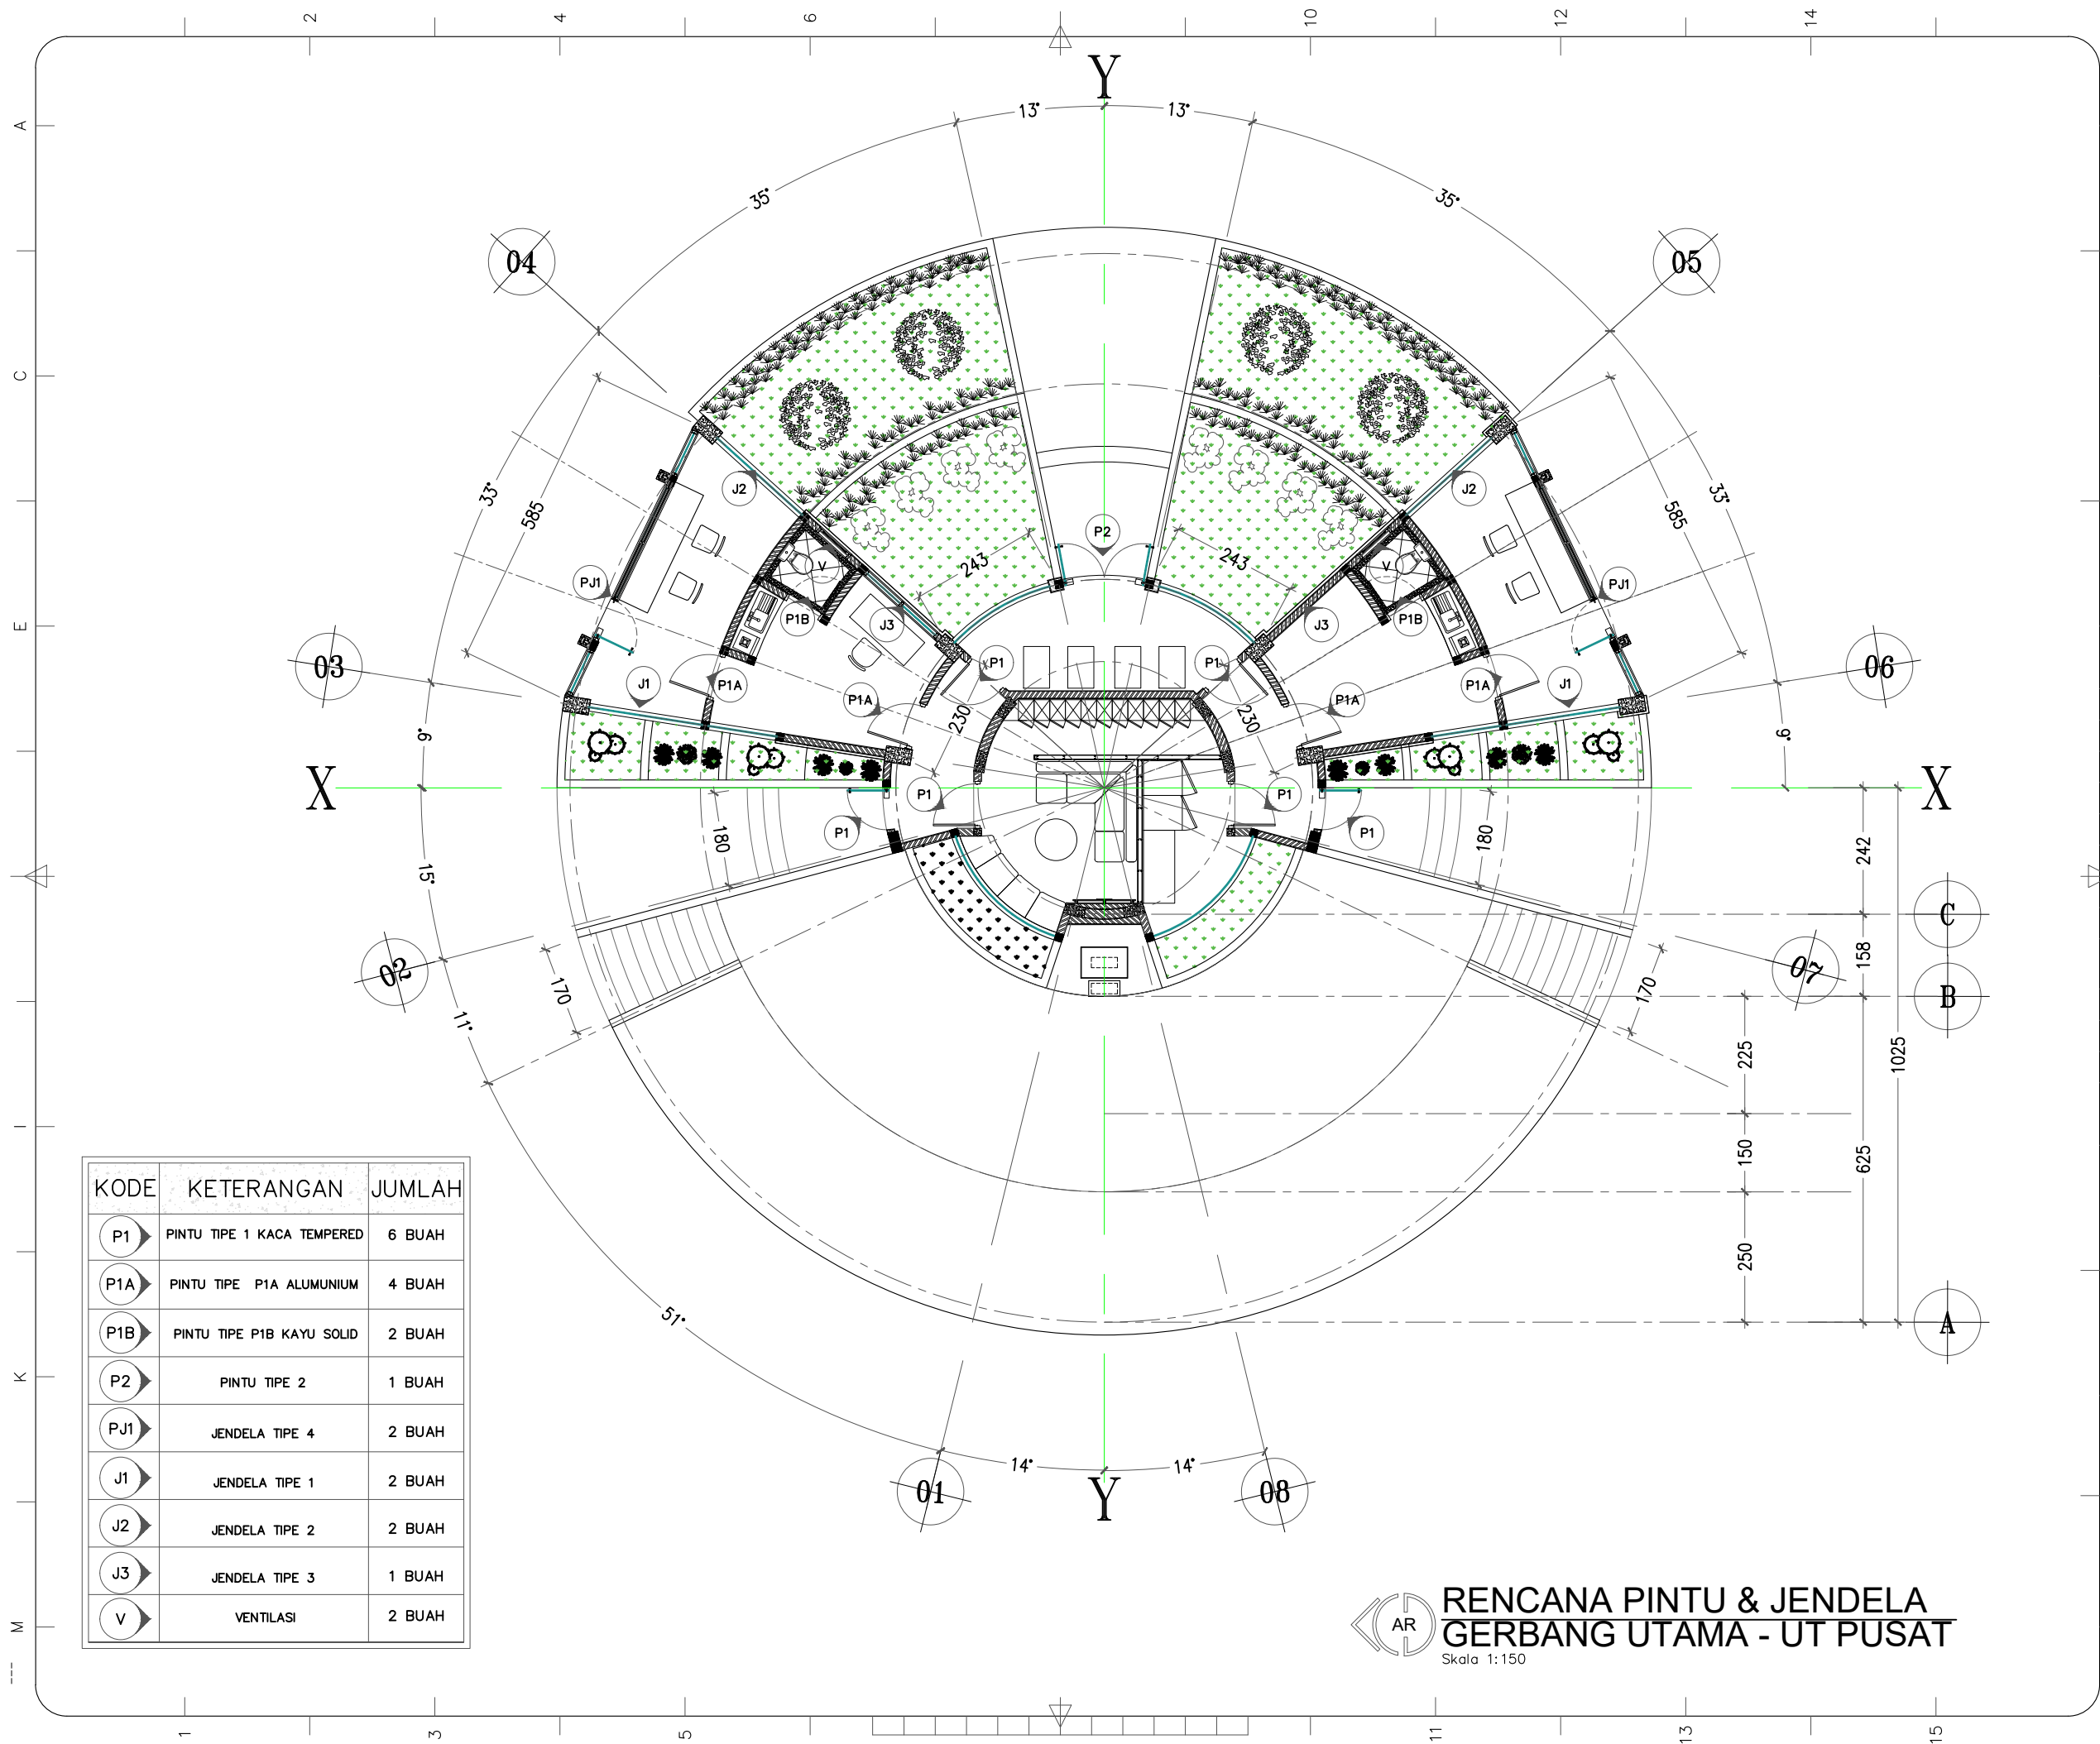 2
4
6
10
12
14
A
C
E
I
K
M
---
Y
13°
13°
35°
35°
04
05
33°
33°
585
585
J2
J2
P2
243
243
V
V
PJ1
PJ1
P1B
P1B
J3
J3
03
06
P1
P1
J1
J1
P1A
P1A
P1A
P1A
230
230
9°
9°
X
X
P1
P1
P1
P1
180
180
15°
242
C
158
B
02
07
170
170
11°
225
1025
150
625
250
A
51°
14°
14°
01
08
Y
KODE KETERANGAN JUMLAH
P1 PINTU TIPE 1 KACA TEMPERED 6 BUAH
P1A PINTU TIPE P1A ALUMUNIUM 4 BUAH
P1B PINTU TIPE P1B KAYU SOLID 2 BUAH
P2 PINTU TIPE 2 1 BUAH
PJ1 JENDELA TIPE 4 2 BUAH
J1 JENDELA TIPE 1 2 BUAH
J2 JENDELA TIPE 2 2 BUAH
J3 JENDELA TIPE 3 1 BUAH
V VENTILASI 2 BUAH
AR
RENCANA PINTU & JENDELA
GERBANG UTAMA - UT PUSAT
Skala 1:150
1
3
5
11
13
15